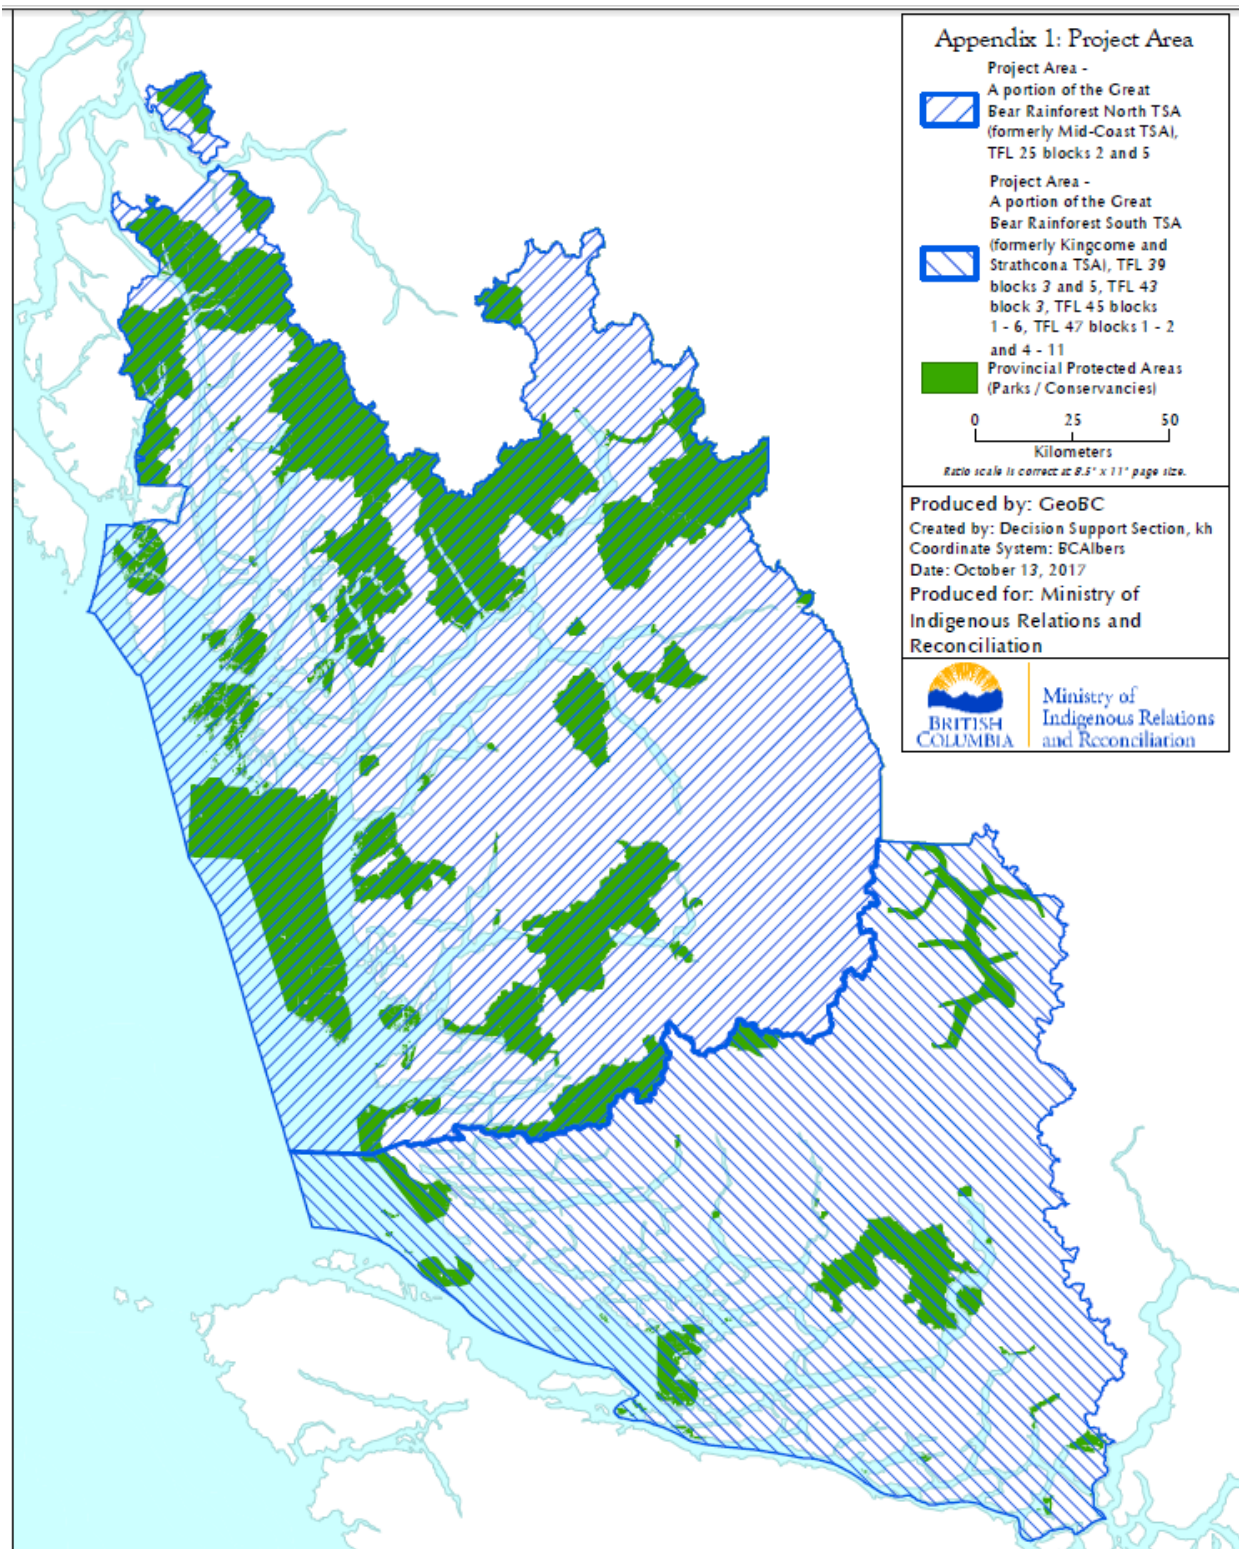 Appendix 1: Project Area
Project Area -
A portion of the Great
Bear Rainforest North TSA
(formerly Mid-Coast TSA),
TFL 25 blocks 2 and 5
Project Area -
A portion of the Great
Bear Rainforest South TSA
(formerly Kingcome and
Strathcona TSA), TFL 39
blocks 3 and 5, TFL 43
block 3, TFL 45 blocks
1 - 6, TFL 47 blocks 1 - 2
and 4 - 11
Provincial Protected Areas
(Parks / Conservancies)
0 25 50
Kilometers
Ratio scale is correct at 8.5" x 11" page size.
Produced by: GeoBC
Created by: Decision Support Section, kh
Coordinate System: BCAlbers
Date: October 13, 2017
Produced for: Ministry of
Indigenous Relations and
Reconciliation
BRITISH
COLUMBIA
Ministry of
Indigenous Relations
and Reconciliation